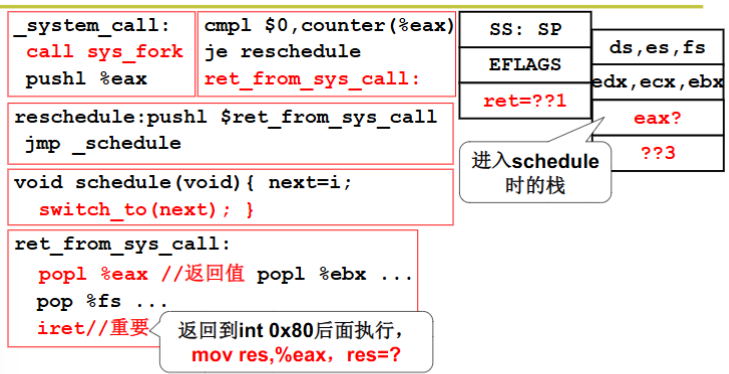 _system_call:
call sys_fork
pushl %eax
cmpl $0,counter(%eax)
je reschedule
ret_from_sys_call:
SS: SP
EFLAGS
ret=??1
ds,es,fs
edx,ecx,ebx
eax?
??3
进入schedule
时的栈
reschedule:pushl $ret_from_sys_call
jmp _schedule
void schedule(void){ next=i;
switch_to(next); }
ret_from_sys_call:
popl %eax //返回值 popl %ebx ...
pop %fs ...
iret//重要
返回到int 0x80后面执行，
mov res,%eax，res=?